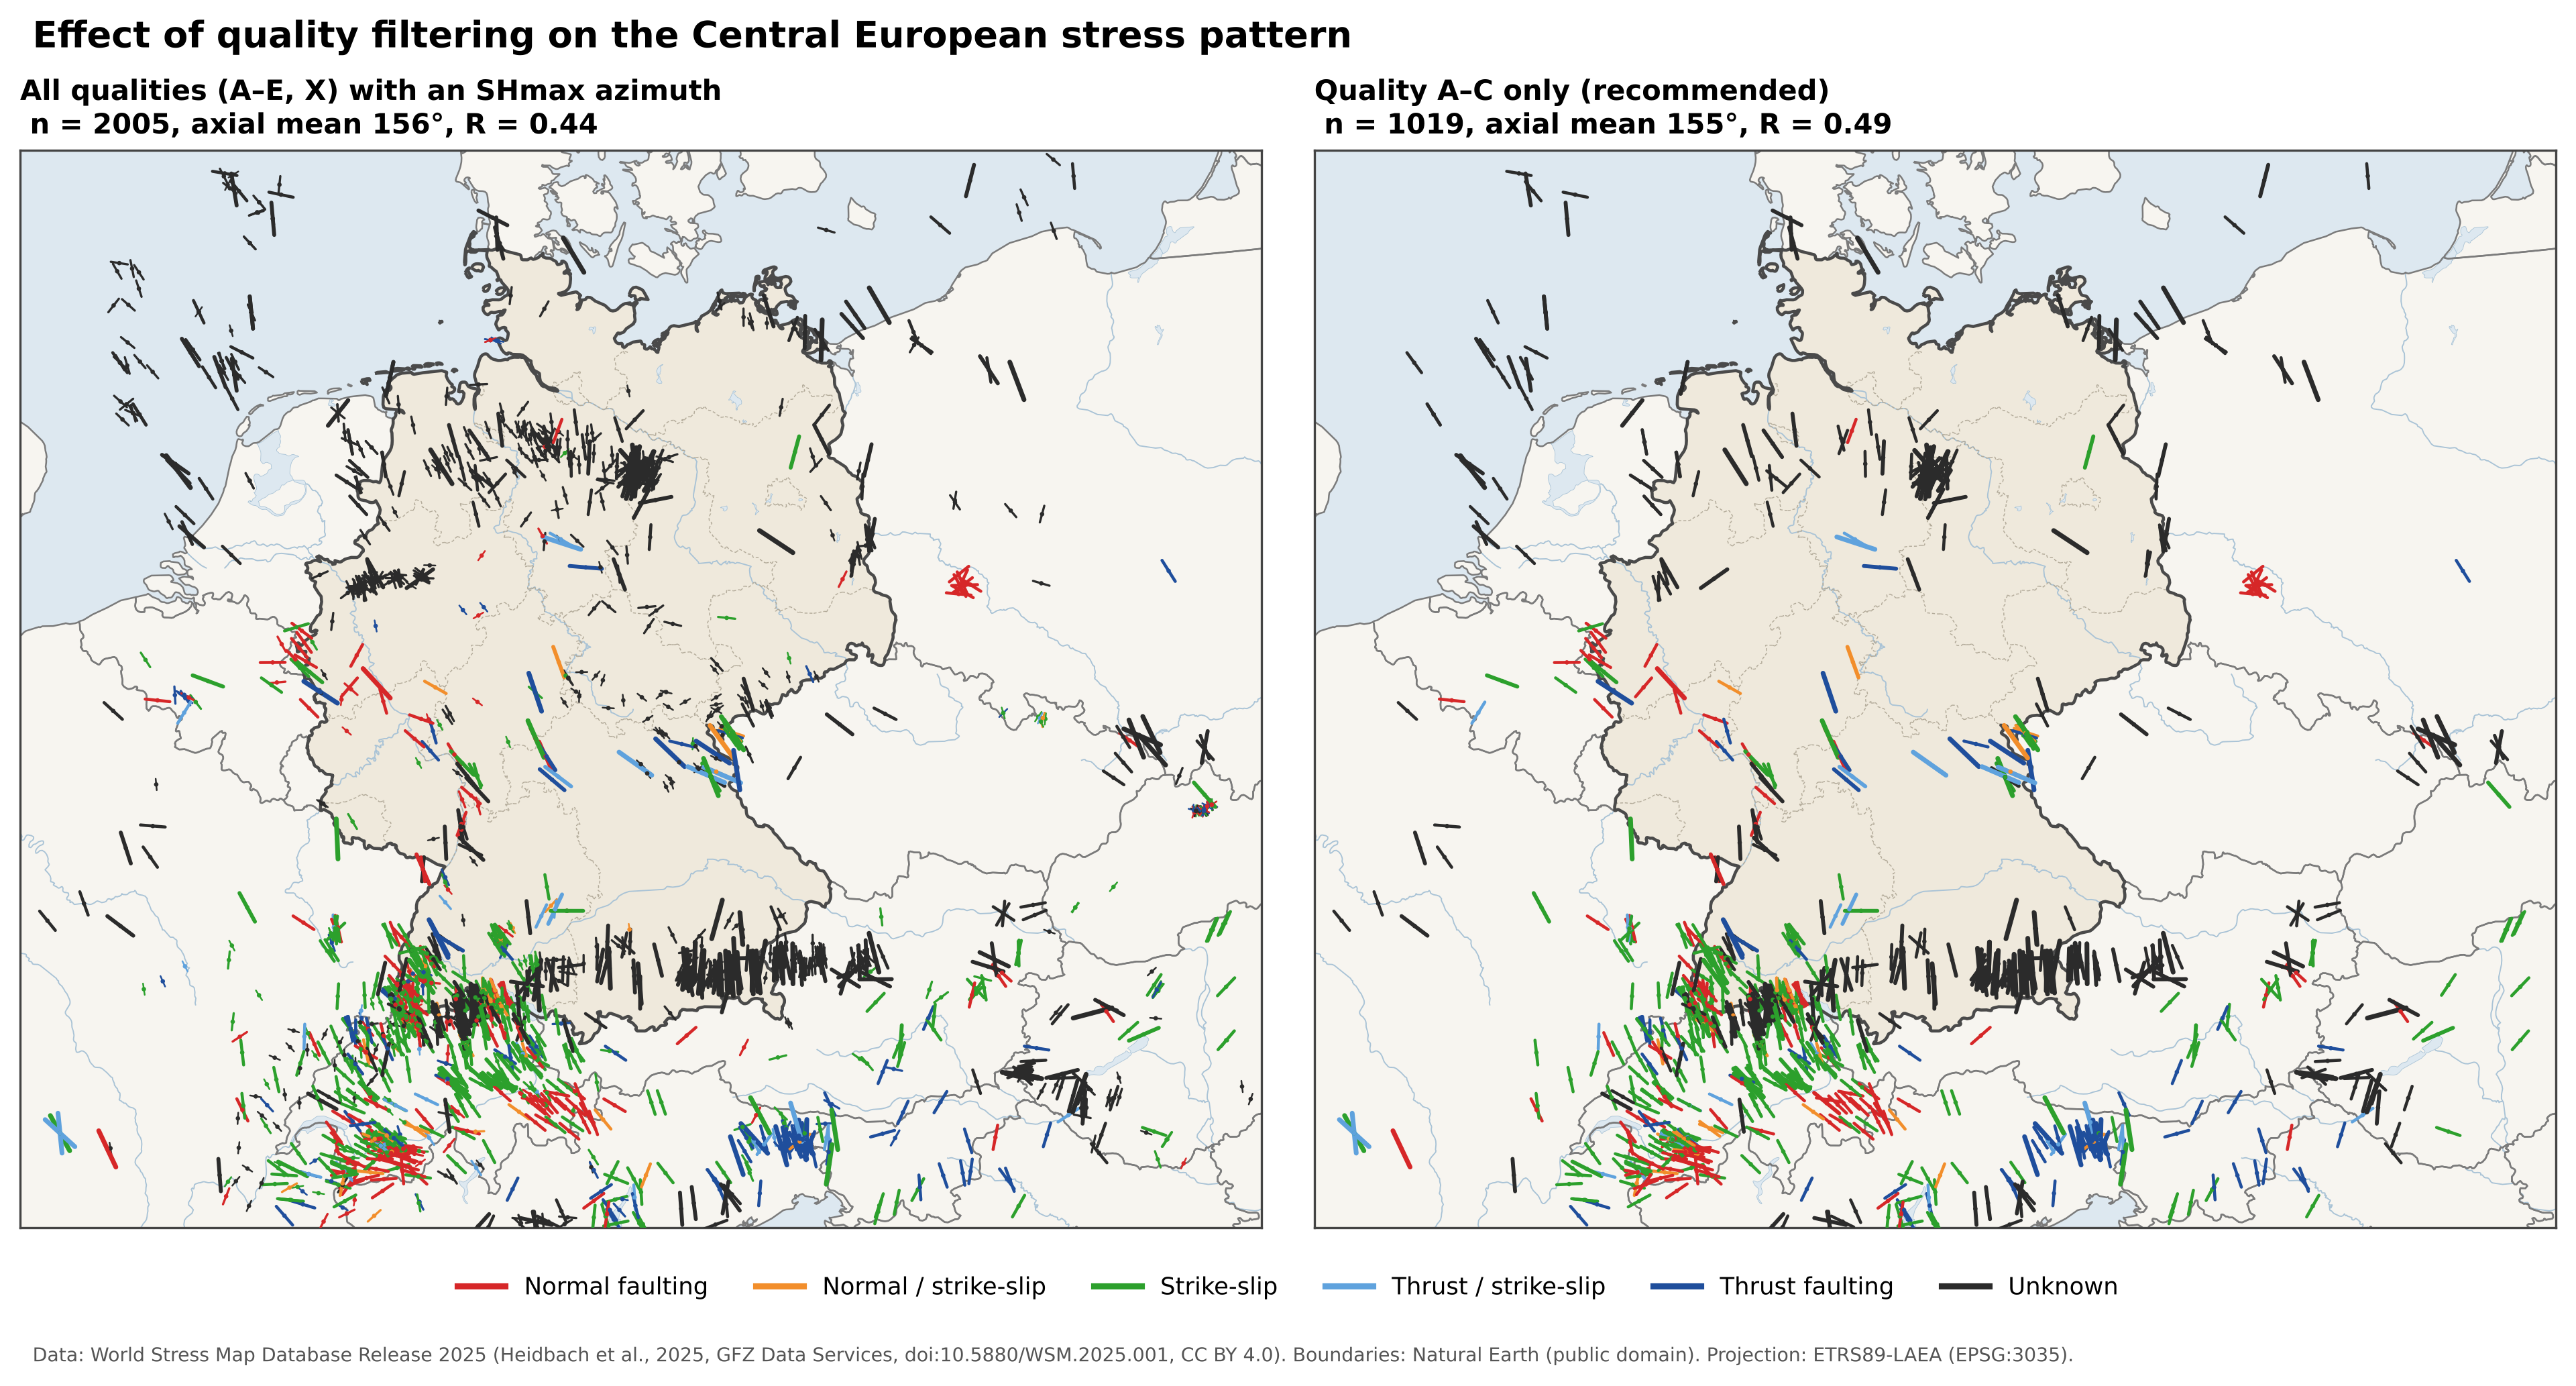 Effect of quality filtering on the Central European stress pattern
All qualities (A–E, X) with an SHmax azimuth
n = 2005, axial mean 156°, R = 0.44
Quality A–C only (recommended)
n = 1019, axial mean 155°, R = 0.49
Normal faulting
Normal / strike-slip
Strike-slip
Thrust / strike-slip
Thrust faulting
Unknown
Data: World Stress Map Database Release 2025 (Heidbach et al., 2025, GFZ Data Services, doi:10.5880/WSM.2025.001, CC BY 4.0). Boundaries: Natural Earth (public domain). Projection: ETRS89-LAEA (EPSG:3035).